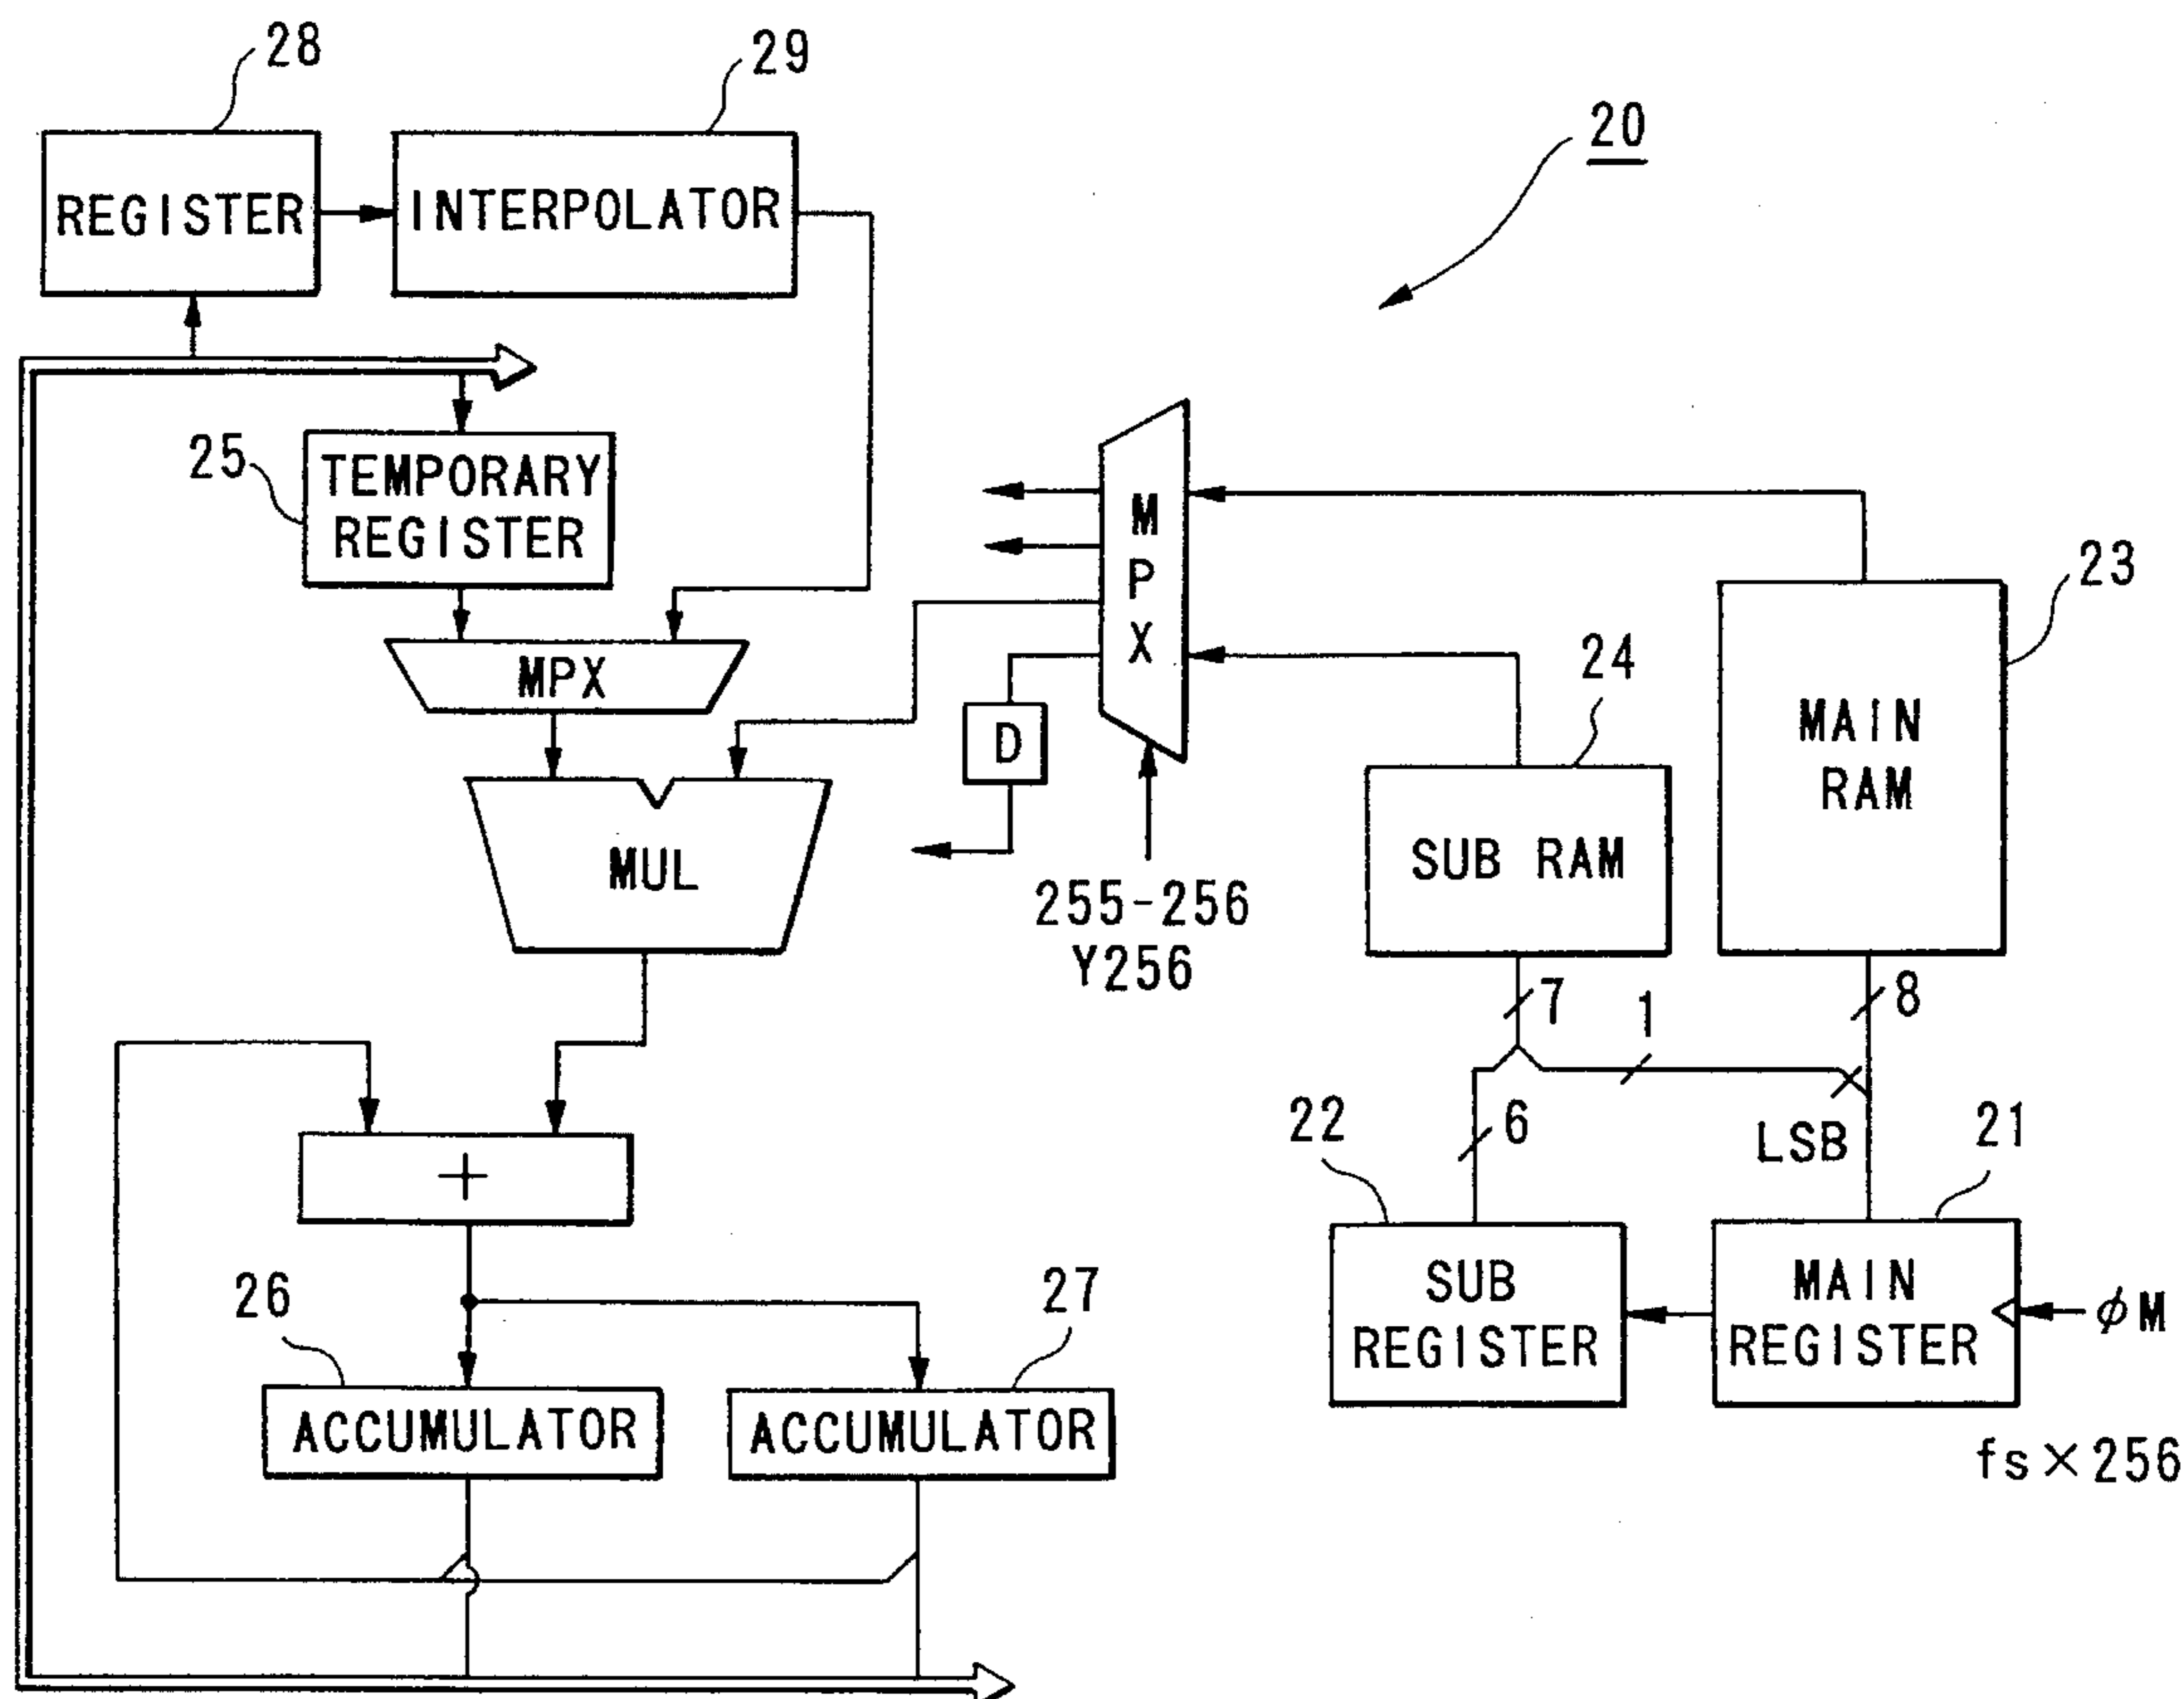 28
29
20
REGISTER
INTERPOLATOR
25
TEMPORARY
REGISTER
MPX
MUL
M
P
X
D
255-256
Y256
23
MAIN
RAM
24
SUB RAM
7
1
8
6
LSB
22
SUB
REGISTER
21
MAIN
REGISTER
φM
fs×256
+
26
ACCUMULATOR
27
ACCUMULATOR